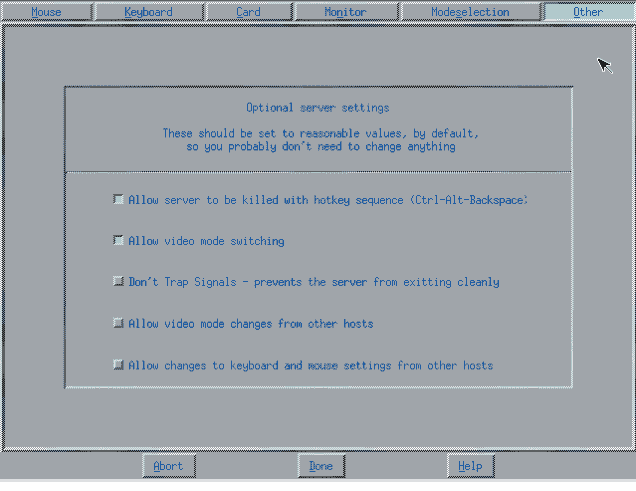 Mouse
Keyboard
Card
Monitor
Modeselection
Other
Optional server settings
These should be set to reasonable values, by default,
so you probably don't need to change anything
Allow server to be killed with hotkey sequence (Ctrl-Alt-Backspace)
Allow video mode switching
Don't Trap Signals - prevents the server from exitting cleanly
Allow video mode changes from other hosts
Allow changes to keyboard and mouse settings from other hosts
Abort
Done
Help